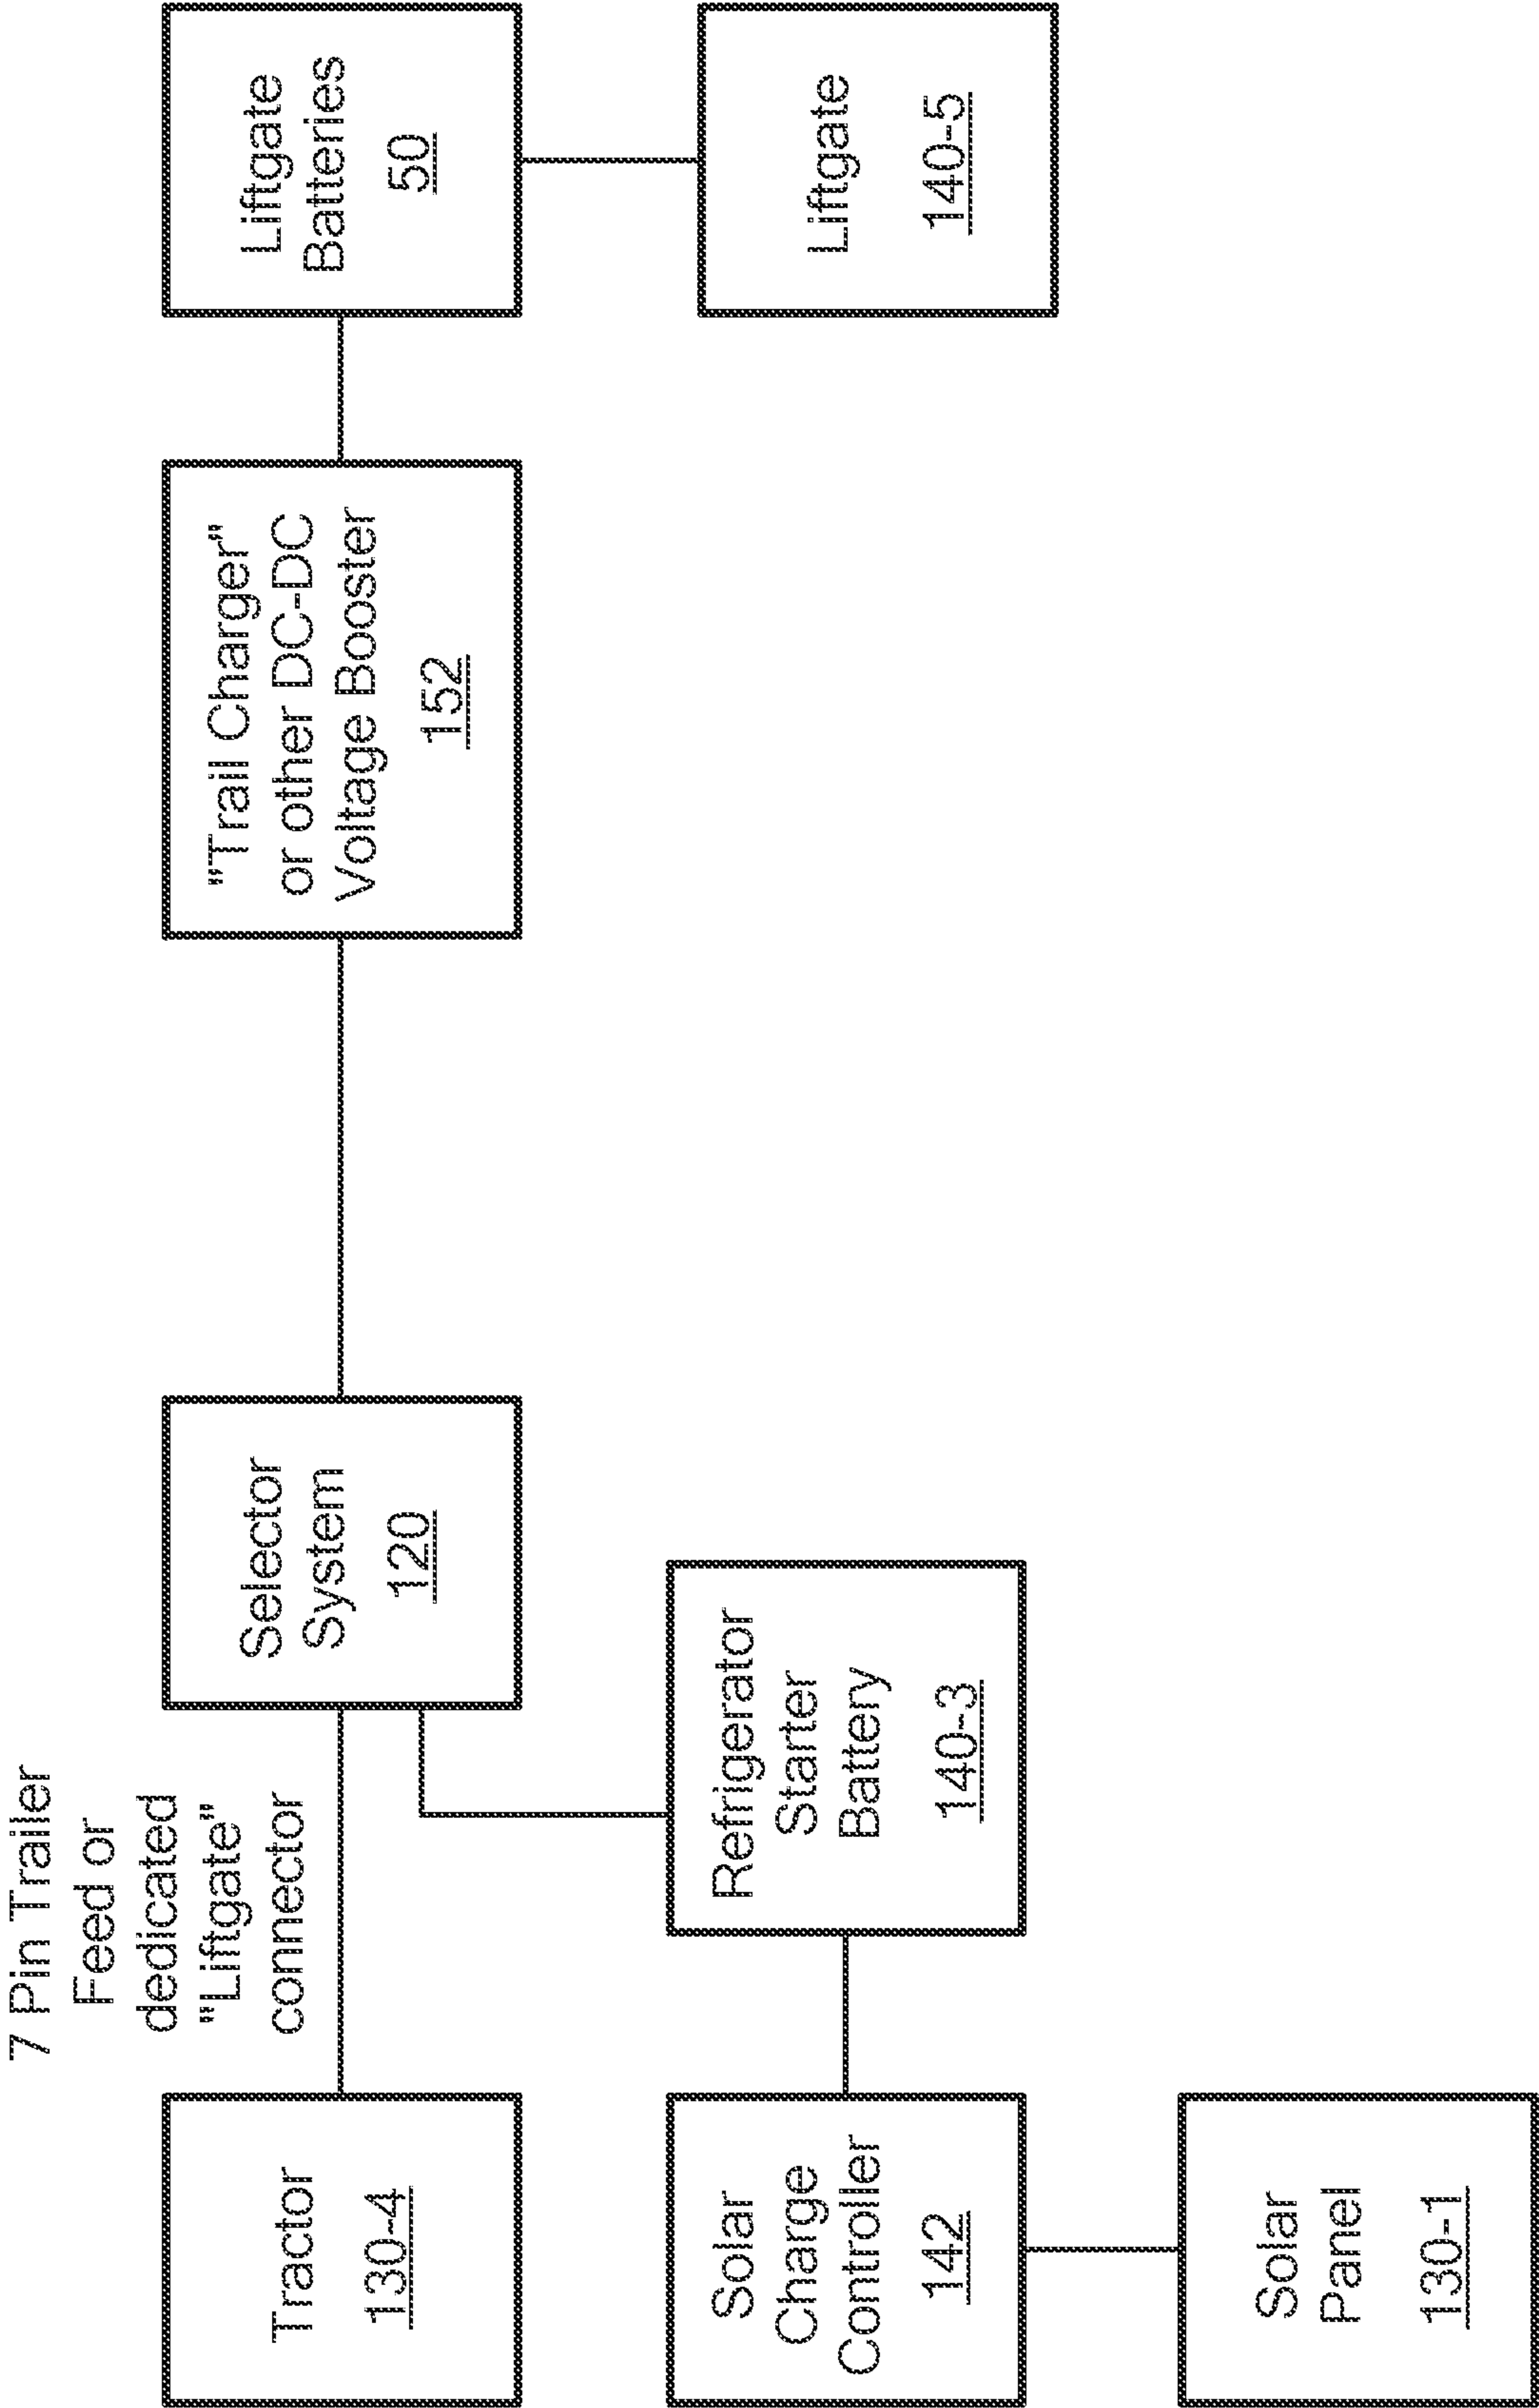 7 Pin Trailer
Feed or
dedicated
"Liftgate"
connector
Tractor
130-4
Selector
System
120
"Trail Charger"
or other DC-DC
Voltage Booster
152
Liftgate
Batteries
50
Solar
Charge
Controller
142
Refrigerator
Starter
Battery
140-3
Liftgate
140-5
Solar
Panel
130-1